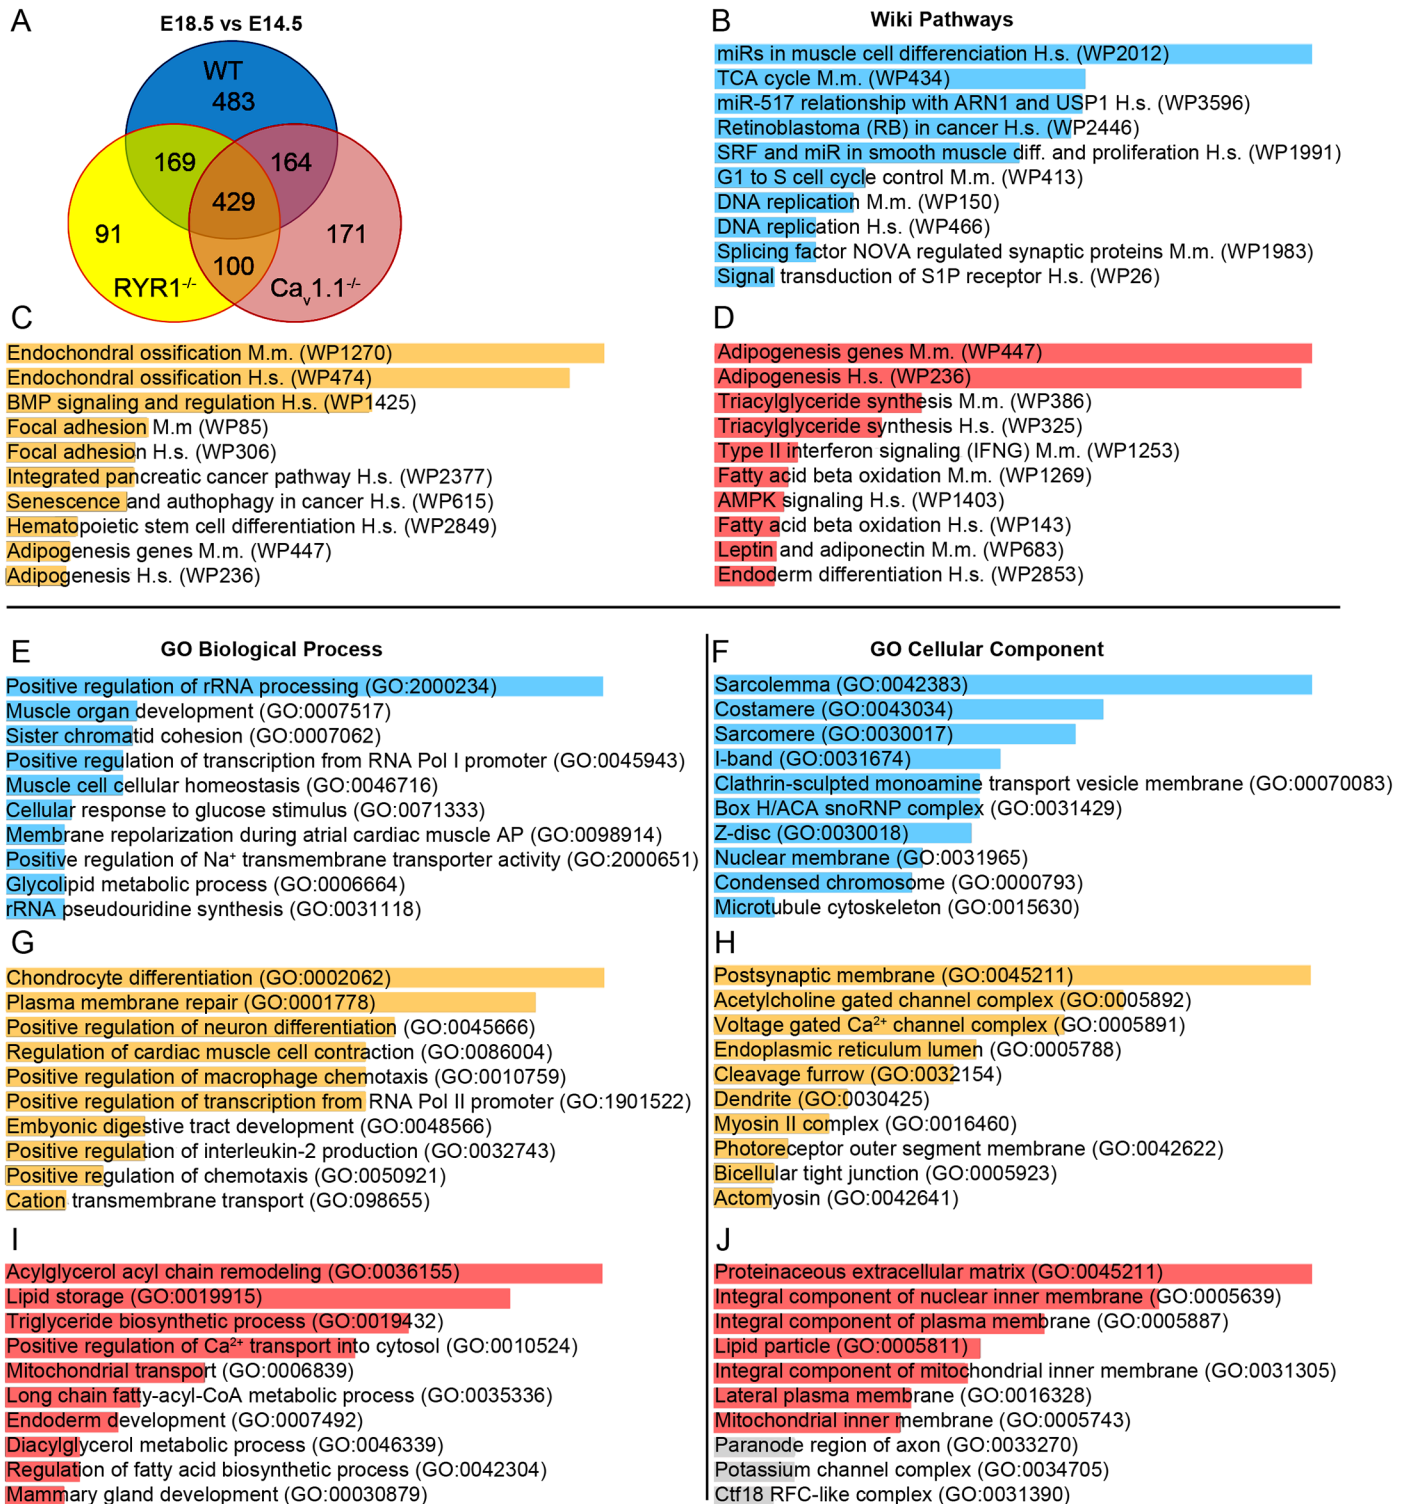 A
E18.5 vs E14.5
WT
483
169
164
429
91
171
100
RYR1-/-
Cav1.1-/-
B
Wiki Pathways
miRs in muscle cell differenciation H.s. (WP2012)
TCA cycle M.m. (WP434)
miR-517 relationship with ARN1 and USP1 H.s. (WP3596)
Retinoblastoma (RB) in cancer H.s. (WP2446)
SRF and miR in smooth muscle diff. and proliferation H.s. (WP1991)
G1 to S cell cycle control M.m. (WP413)
DNA replication M.m. (WP150)
DNA replication H.s. (WP466)
Splicing factor NOVA regulated synaptic proteins M.m. (WP1983)
Signal transduction of S1P receptor H.s. (WP26)
C
Endochondral ossification M.m. (WP1270)
Endochondral ossification H.s. (WP474)
BMP signaling and regulation H.s. (WP1425)
Focal adhesion M.m (WP85)
Focal adhesion H.s. (WP306)
Integrated pancreatic cancer pathway H.s. (WP2377)
Senescence and authophagy in cancer H.s. (WP615)
Hematopoietic stem cell differentiation H.s. (WP2849)
Adipogenesis genes M.m. (WP447)
Adipogenesis H.s. (WP236)
D
Adipogenesis genes M.m. (WP447)
Adipogenesis H.s. (WP236)
Triacylglyceride synthesis M.m. (WP386)
Triacylglyceride synthesis H.s. (WP325)
Type II interferon signaling (IFNG) M.m. (WP1253)
Fatty acid beta oxidation M.m. (WP1269)
AMPK signaling H.s. (WP1403)
Fatty acid beta oxidation H.s. (WP143)
Leptin and adiponectin M.m. (WP683)
Endoderm differentiation H.s. (WP2853)
E
GO Biological Process
Positive regulation of rRNA processing (GO:2000234)
Muscle organ development (GO:0007517)
Sister chromatid cohesion (GO:0007062)
Positive regulation of transcription from RNA Pol I promoter (GO:0045943)
Muscle cell cellular homeostasis (GO:0046716)
Cellular response to glucose stimulus (GO:0071333)
Membrane repolarization during atrial cardiac muscle AP (GO:0098914)
Positive regulation of Na+ transmembrane transporter activity (GO:2000651)
Glycolipid metabolic process (GO:0006664)
rRNA pseudouridine synthesis (GO:0031118)
F
GO Cellular Component
Sarcolemma (GO:0042383)
Costamere (GO:0043034)
Sarcomere (GO:0030017)
I-band (GO:0031674)
Clathrin-sculpted monoamine transport vesicle membrane (GO:00070083)
Box H/ACA snoRNP complex (GO:0031429)
Z-disc (GO:0030018)
Nuclear membrane (GO:0031965)
Condensed chromosome (GO:0000793)
Microtubule cytoskeleton (GO:0015630)
G
Chondrocyte differentiation (GO:0002062)
Plasma membrane repair (GO:0001778)
Positive regulation of neuron differentiation (GO:0045666)
Regulation of cardiac muscle cell contraction (GO:0086004)
Positive regulation of macrophage chemotaxis (GO:0010759)
Positive regulation of transcription from RNA Pol II promoter (GO:1901522)
Embyonic digestive tract development (GO:0048566)
Positive regulation of interleukin-2 production (GO:0032743)
Positive regulation of chemotaxis (GO:0050921)
Cation transmembrane transport (GO:098655)
H
Postsynaptic membrane (GO:0045211)
Acetylcholine gated channel complex (GO:0005892)
Voltage gated Ca2+ channel complex (GO:0005891)
Endoplasmic reticulum lumen (GO:0005788)
Cleavage furrow (GO:0032154)
Dendrite (GO:0030425)
Myosin II complex (GO:0016460)
Photoreceptor outer segment membrane (GO:0042622)
Bicellular tight junction (GO:0005923)
Actomyosin (GO:0042641)
I
Acylglycerol acyl chain remodeling (GO:0036155)
Lipid storage (GO:0019915)
Triglyceride biosynthetic process (GO:0019432)
Positive regulation of Ca2+ transport into cytosol (GO:0010524)
Mitochondrial transport (GO:0006839)
Long chain fatty-acyl-CoA metabolic process (GO:0035336)
Endoderm development (GO:0007492)
Diacylglycerol metabolic process (GO:0046339)
Regulation of fatty acid biosynthetic process (GO:0042304)
Mammary gland development (GO:00030879)
J
Proteinaceous extracellular matrix (GO:0045211)
Integral component of nuclear inner membrane (GO:0005639)
Integral component of plasma membrane (GO:0005887)
Lipid particle (GO:0005811)
Integral component of mitochondrial inner membrane (GO:0031305)
Lateral plasma membrane (GO:0016328)
Mitochondrial inner membrane (GO:0005743)
Paranode region of axon (GO:0033270)
Potassium channel complex (GO:0034705)
Ctf18 RFC-like complex (GO:0031390)